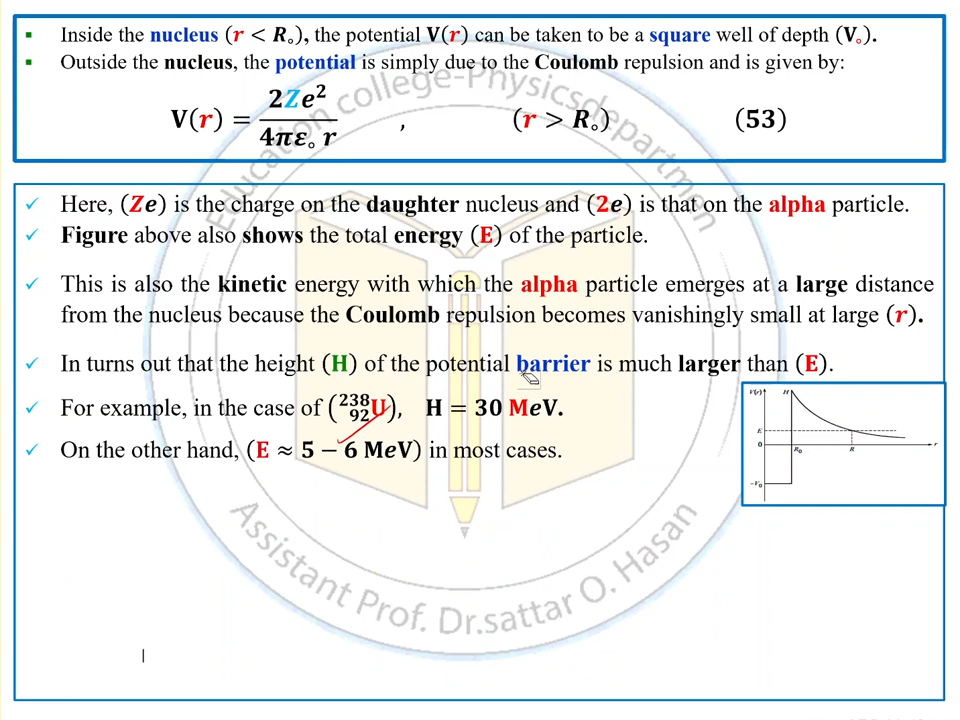 ▪ Inside the nucleus (r < R∘), the potential V(r) can be taken to be a square well of depth (V∘).
▪ Outside the nucleus, the potential is simply due to the Coulomb repulsion and is given by:
V(r) = 2Ze² / 4πε∘ r , (r > R∘) (53)
✓ Here, (Ze) is the charge on the daughter nucleus and (2e) is that on the alpha particle.
✓ Figure above also shows the total energy (E) of the particle.
✓ This is also the kinetic energy with which the alpha particle emerges at a large distance
from the nucleus because the Coulomb repulsion becomes vanishingly small at large (r).
✓ In turns out that the height (H) of the potential barrier is much larger than (E).
✓ For example, in the case of (²³⁸₉₂U), H = 30 MeV.
✓ On the other hand, (E ≈ 5 − 6 MeV) in most cases.
V(r) H
E
0
R₀ R r
−V₀
Education college-Physicsdepartmen
Assistant Prof. Dr.sattar O. Hasan